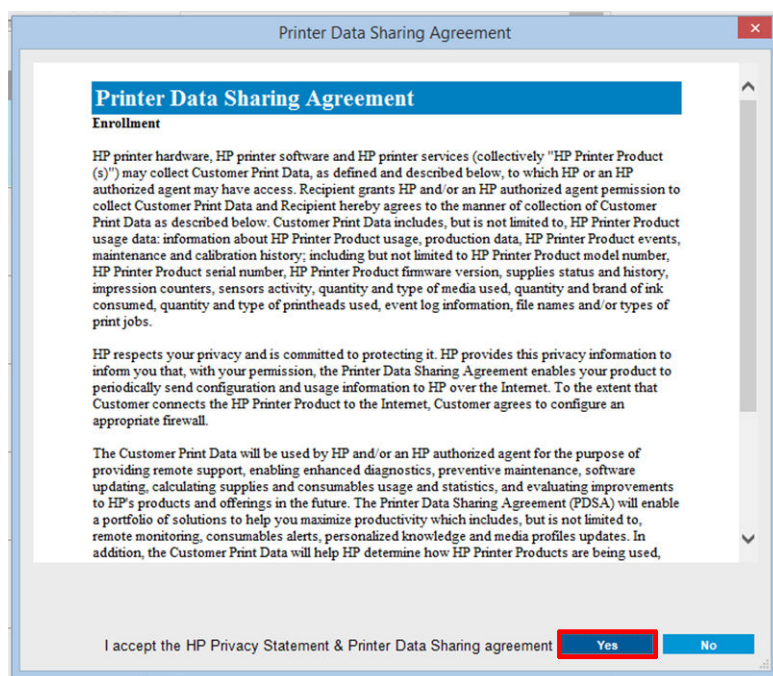 Printer Data Sharing Agreement
Printer Data Sharing Agreement
Enrollment
HP printer hardware, HP printer software and HP printer services (collectively "HP Printer Product
(s)") may collect Customer Print Data, as defined and described below, to which HP or an HP
authorized agent may have access. Recipient grants HP and/or an HP authorized agent permission to
collect Customer Print Data and Recipient hereby agrees to the manner of collection of Customer
Print Data as described below. Customer Print Data includes, but is not limited to, HP Printer Product
usage data: information about HP Printer Product usage, production data, HP Printer Product events,
maintenance and calibration history; including but not limited to HP Printer Product model number,
HP Printer Product serial number, HP Printer Product firmware version, supplies status and history,
impression counters, sensors activity, quantity and type of media used, quantity and brand of ink
consumed, quantity and type of printheads used, event log information, file names and/or types of
print jobs.
HP respects your privacy and is committed to protecting it. HP provides this privacy information to
inform you that, with your permission, the Printer Data Sharing Agreement enables your product to
periodically send configuration and usage information to HP over the Internet. To the extent that
Customer connects the HP Printer Product to the Internet, Customer agrees to configure an
appropriate firewall.
The Customer Print Data will be used by HP and/or an HP authorized agent for the purpose of
providing remote support, enabling enhanced diagnostics, preventive maintenance, software
updating, calculating supplies and consumables usage and statistics, and evaluating improvements
to HP's products and offerings in the future. The Printer Data Sharing Agreement (PDSA) will enable
a portfolio of solutions to help you maximize productivity which includes, but is not limited to,
remote monitoring, consumables alerts, personalized knowledge and media profiles updates. In
addition, the Customer Print Data will help HP determine how HP Printer Products are being used,
I accept the HP Privacy Statement & Printer Data Sharing agreement Yes No